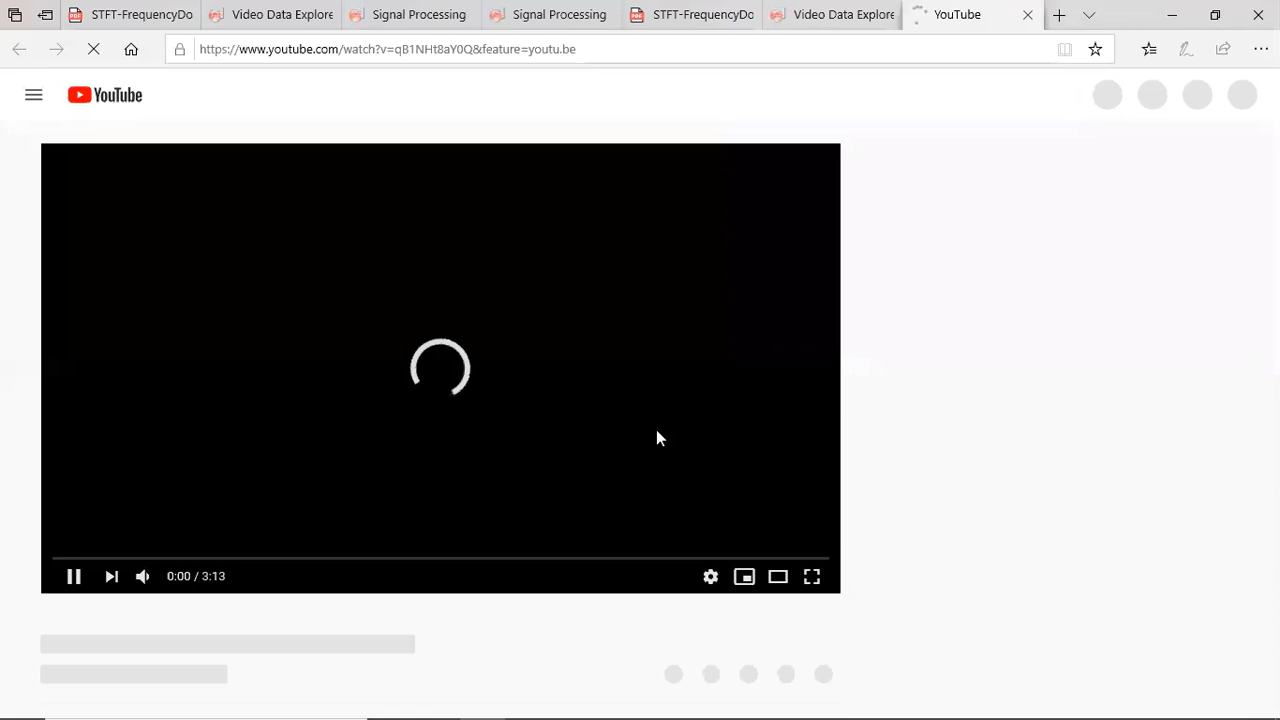 STFT-FrequencyDo
Video Data Explore
Signal Processing
Signal Processing
STFT-FrequencyDo
Video Data Explore
YouTube
https://www.youtube.com/watch?v=qB1NHt8aY0Q&feature=youtu.be
YouTube
0:00 / 3:13